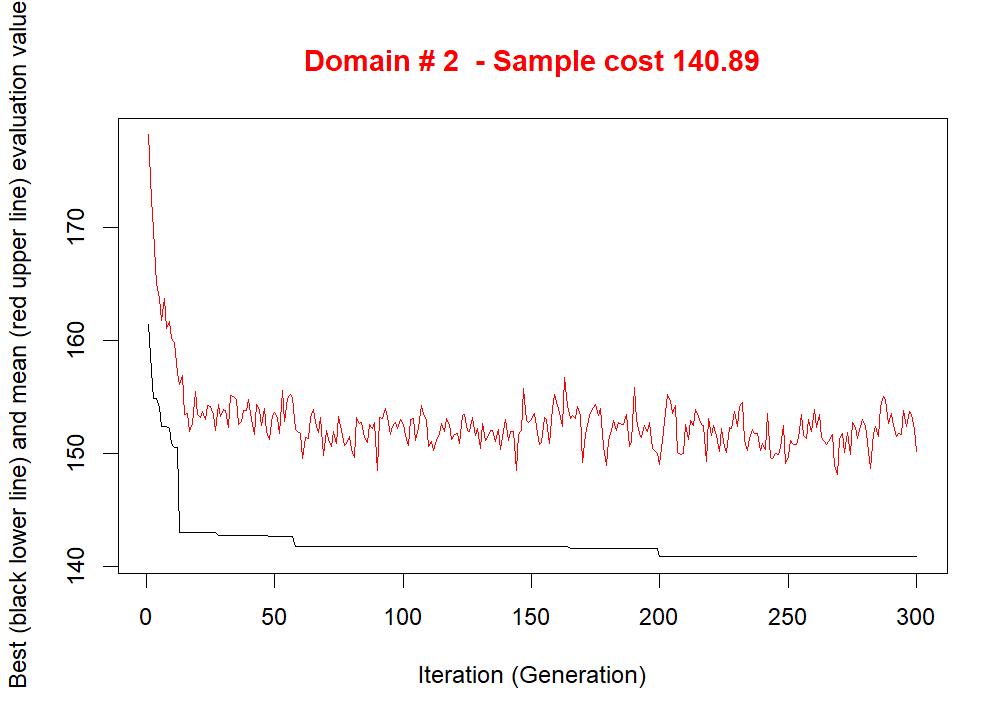 Domain # 2  - Sample cost 140.89
Best (black lower line) and mean (red upper line) evaluation value
170
160
150
140
0 50 100 150 200 250 300
Iteration (Generation)